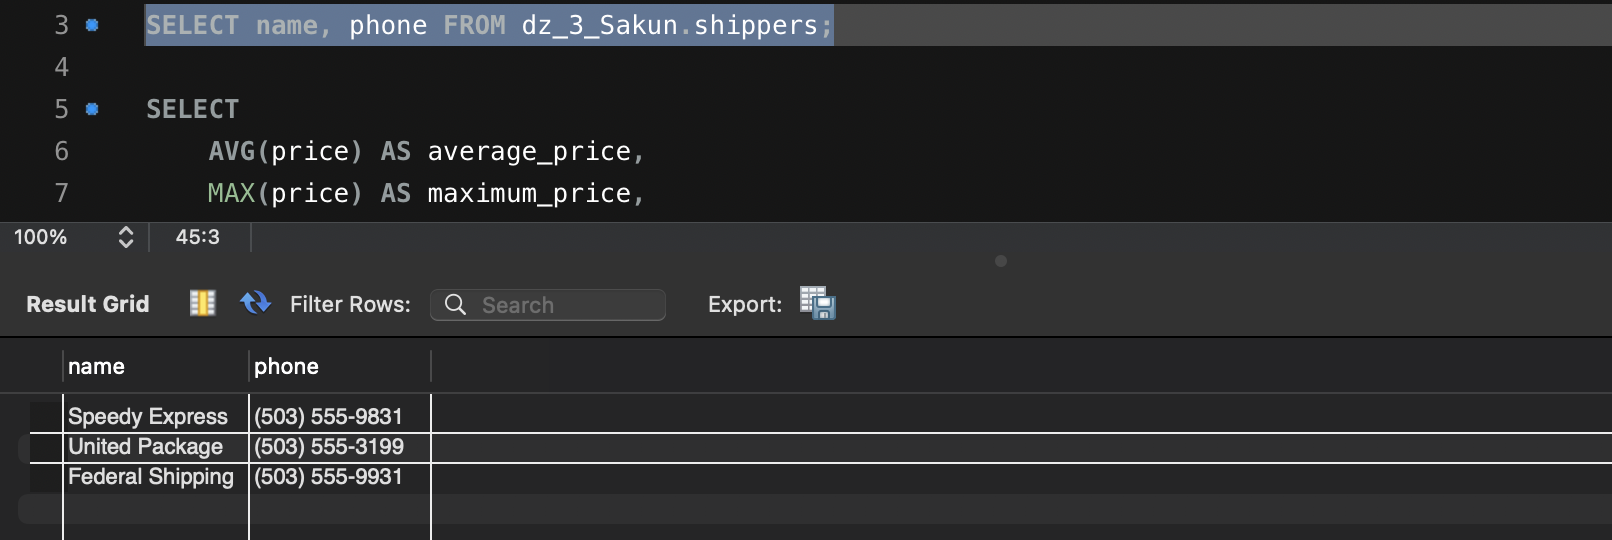 3 SELECT name, phone FROM dz_3_Sakun.shippers;
4
5 SELECT
6 AVG(price) AS average_price,
7 MAX(price) AS maximum_price,
100% 45:3
Result Grid Filter Rows: Search Export:
name phone
Speedy Express (503) 555-9831
United Package (503) 555-3199
Federal Shipping (503) 555-9931